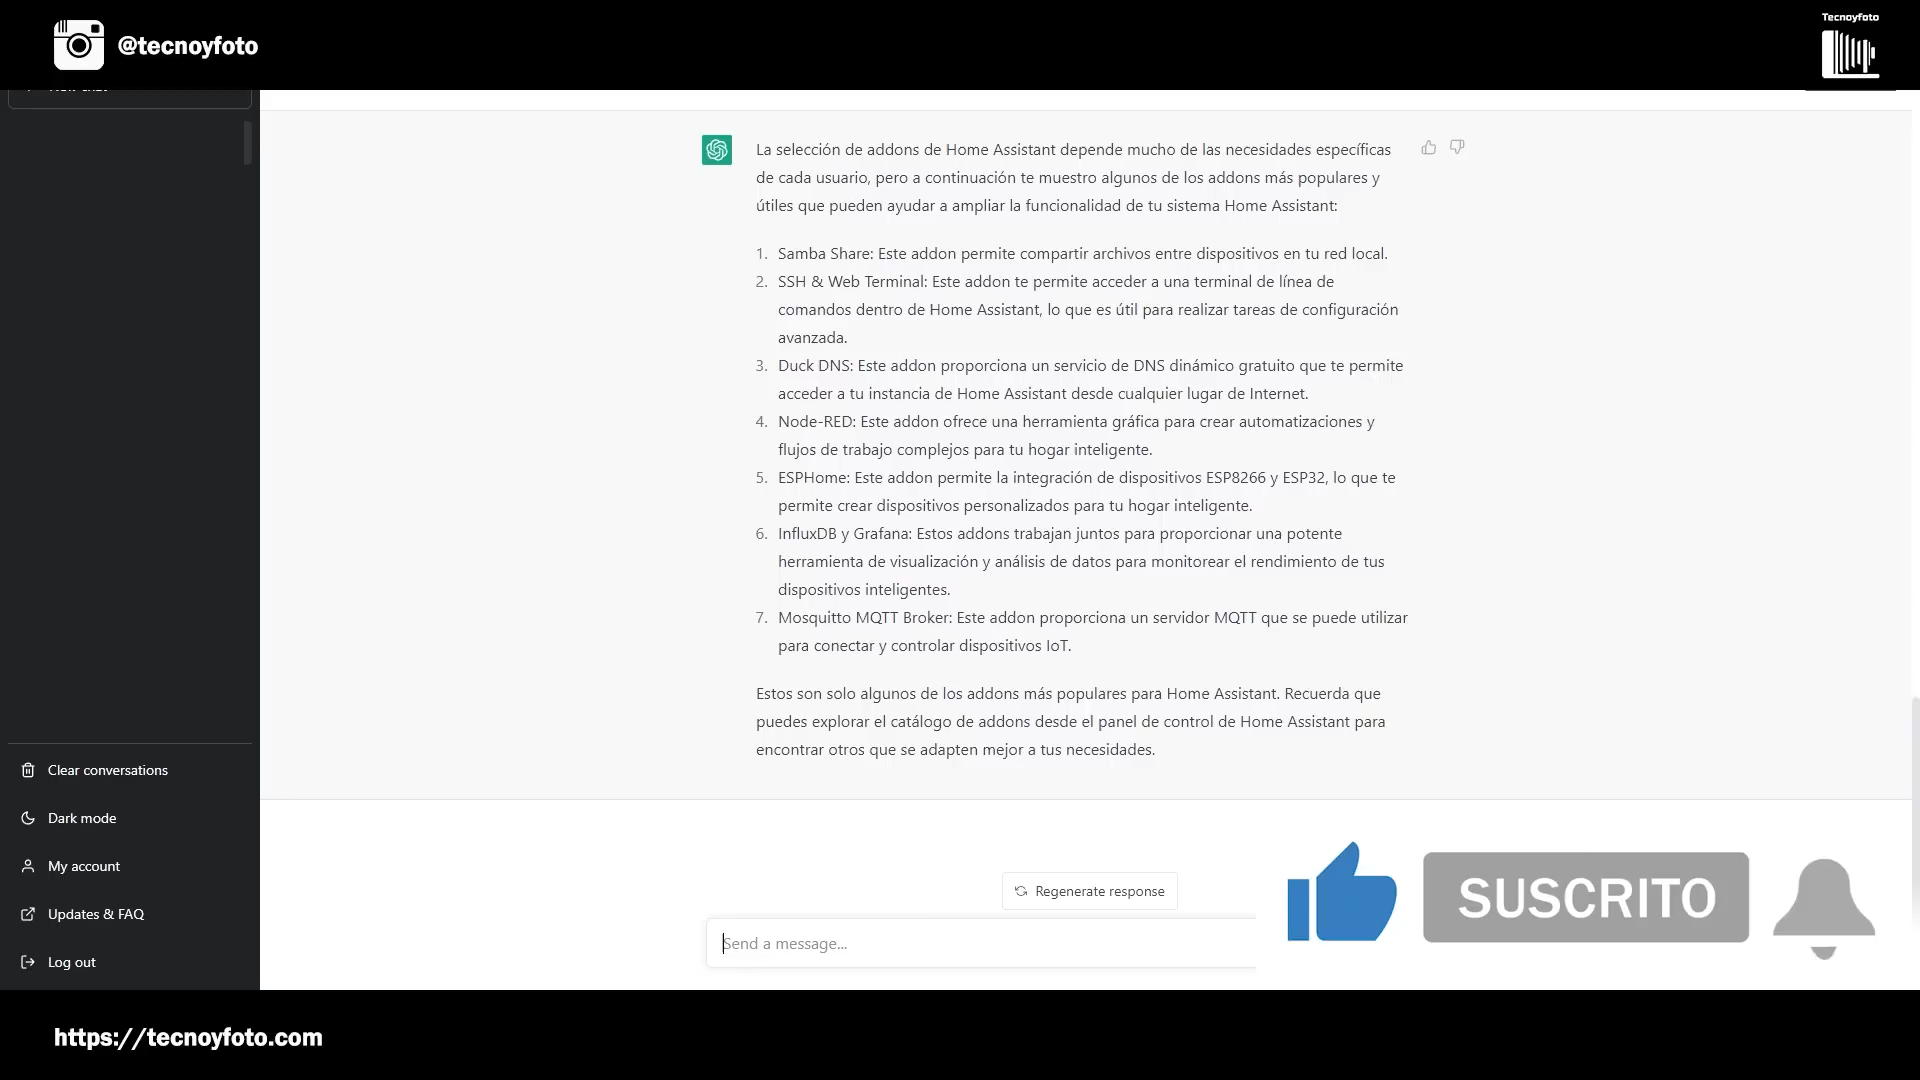 @tecnoyfoto
Tecnoyfoto
La selección de addons de Home Assistant depende mucho de las necesidades específicas
de cada usuario, pero a continuación te muestro algunos de los addons más populares y
útiles que pueden ayudar a ampliar la funcionalidad de tu sistema Home Assistant:
1. Samba Share: Este addon permite compartir archivos entre dispositivos en tu red local.
2. SSH & Web Terminal: Este addon te permite acceder a una terminal de línea de
comandos dentro de Home Assistant, lo que es útil para realizar tareas de configuración
avanzada.
3. Duck DNS: Este addon proporciona un servicio de DNS dinámico gratuito que te permite
acceder a tu instancia de Home Assistant desde cualquier lugar de Internet.
4. Node-RED: Este addon ofrece una herramienta gráfica para crear automatizaciones y
flujos de trabajo complejos para tu hogar inteligente.
5. ESPHome: Este addon permite la integración de dispositivos ESP8266 y ESP32, lo que te
permite crear dispositivos personalizados para tu hogar inteligente.
6. InfluxDB y Grafana: Estos addons trabajan juntos para proporcionar una potente
herramienta de visualización y análisis de datos para monitorear el rendimiento de tus
dispositivos inteligentes.
7. Mosquitto MQTT Broker: Este addon proporciona un servidor MQTT que se puede utilizar
para conectar y controlar dispositivos IoT.
Estos son solo algunos de los addons más populares para Home Assistant. Recuerda que
puedes explorar el catálogo de addons desde el panel de control de Home Assistant para
encontrar otros que se adapten mejor a tus necesidades.
Clear conversations
Dark mode
My account
Updates & FAQ
Log out
Regenerate response
Send a message...
SUSCRITO
https://tecnoyfoto.com